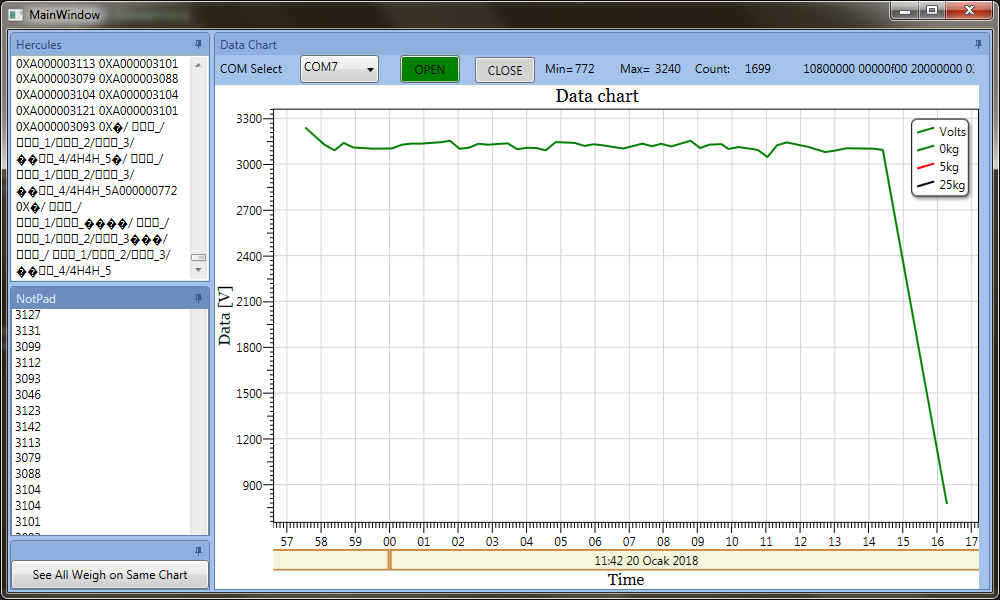 MainWindow
Hercules
0XA000003113 0XA000003101
0XA000003079 0XA000003088
0XA000003104 0XA000003104
0XA000003121 0XA000003101
0XA000003093 0X�/ □□□_/
□□□_1/□□□_2/□□□_3/
��□□_4/4H4H_5�/ □□□_/
□□□_1/□□□_2/□□□_3/
��□□_4/4H4H_5A000000772
0X�/ □□□_/
□□□_1/□□□_����/ □□□_/
□□□_1/□□□_2/□□□_3���/
□□□_/ □□□_1/□□□_2/□□□_3/
��□□_4/4H4H_5
NotPad
3127
3131
3099
3112
3093
3046
3123
3142
3113
3079
3088
3104
3104
3101
See All Weigh on Same Chart
Data Chart
COM Select COM7 OPEN CLOSE Min= 772 Max= 3240 Count: 1699 10800000 00000f00 20000000
Data chart
Volts
0kg
5kg
25kg
Data [V]
3300
3000
2700
2400
2100
1800
1500
1200
900
57 58 59 00 01 02 03 04 05 06 07 08 09 10 11 12 13 14 15 16 17
11:42 20 Ocak 2018
Time